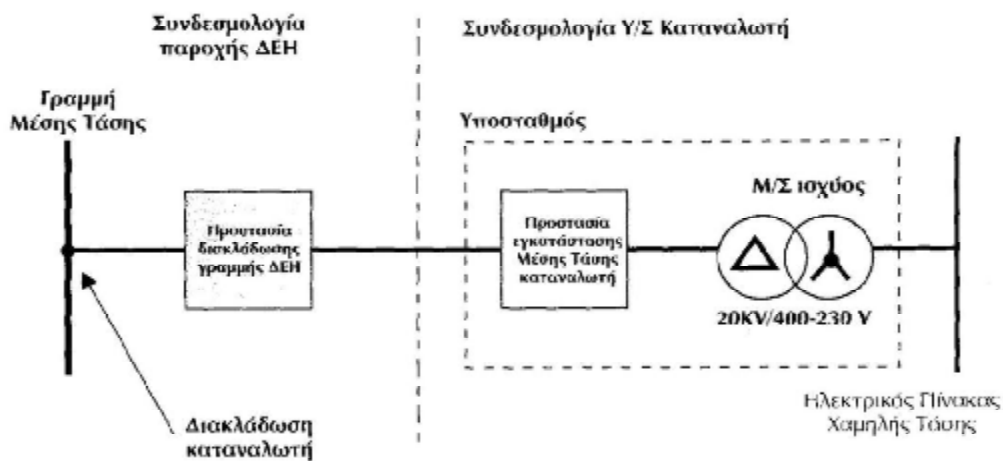 Συνδεσμολογία
παροχής ΔΕΗ
Συνδεσμολογία Υ/Σ Καταναλωτή
Γραμμή
Μέσης Τάσης
Υποσταθμός
Μ/Σ ισχύος
Προστασία
διακλάδωσης
γραμμής ΔΕΗ
Προστασία
εγκατάστασης
Μέσης Τάσης
καταναλωτή
20KV/400-230 V
Διακλάδωση
καταναλωτή
Ηλεκτρικός Πίνακας
Χαμηλής Τάσης